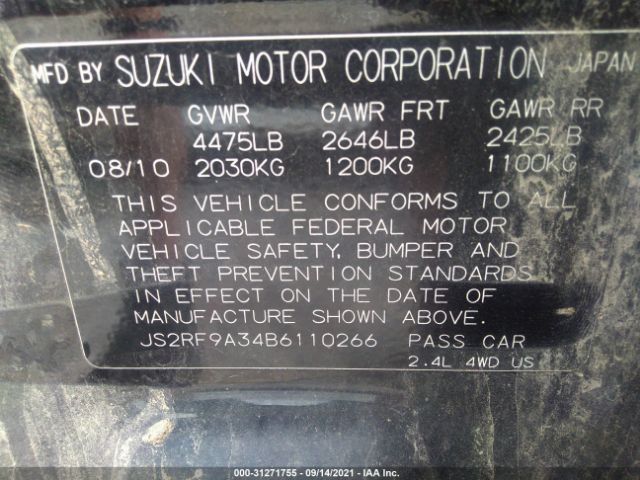 MFD BY SUZUKI MOTOR CORPORATION JAPAN
DATE GVWR GAWR FRT GAWR RR
4475LB 2646LB 2425LB
08/10 2030KG 1200KG 1100KG
THIS VEHICLE CONFORMS TO ALL
APPLICABLE FEDERAL MOTOR
VEHICLE SAFETY, BUMPER AND
THEFT PREVENTION STANDARDS
IN EFFECT ON THE DATE OF
MANUFACTURE SHOWN ABOVE.
JS2RF9A34B6110266 PASS CAR
2.4L 4WD US
000-31271755 - 09/14/2021 - IAA Inc.